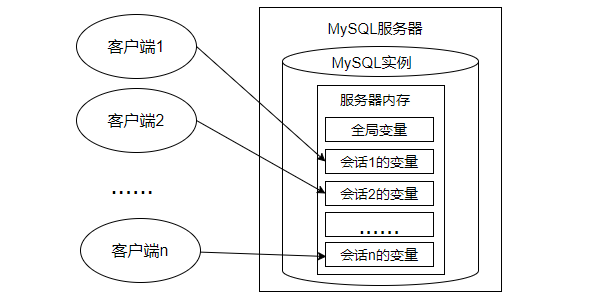 MySQL服务器
客户端1
MySQL实例
服务器内存
客户端2
全局变量
会话1的变量
会话2的变量
……
……
客户端n
会话n的变量